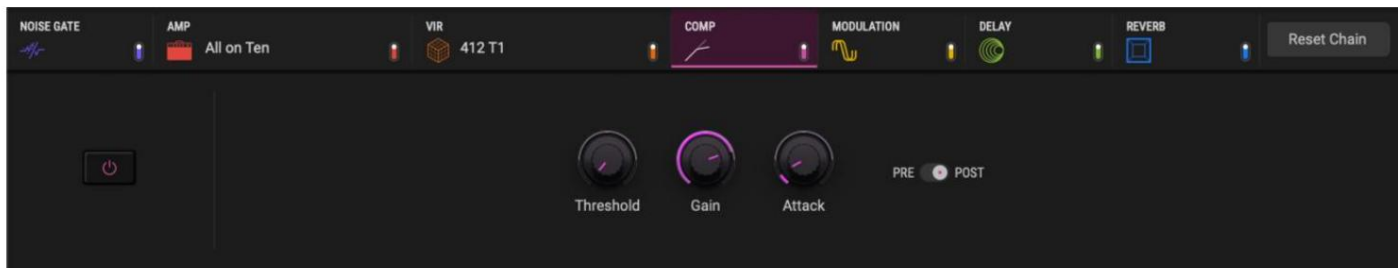 NOISE GATE
AMP
All on Ten
VIR
412 T1
COMP
MODULATION
DELAY
REVERB
Reset Chain
Threshold
Gain
Attack
PRE
POST